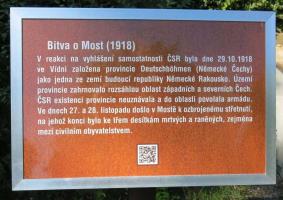 Bitva o Most (1918)
V reakci na vyhlášení samostatnosti ČSR byla dne 29.10.1918
ve Vídni založena provincie Deutschböhmen (Německé Čechy)
jako jedna ze zemí budoucí republiky Německé Rakousko. Území
provincie zahrnovalo rozsáhlou oblast západních a severních Čech.
ČSR existenci provincie neuznávala a do oblasti povolala armádu.
Ve dnech 27. a 28. listopadu došlo v Mostě k ozbrojenému střetnutí,
na jehož konci bylo ke třem desítkám mrtvých a raněných, zejména
mezi civilním obyvatelstvem.